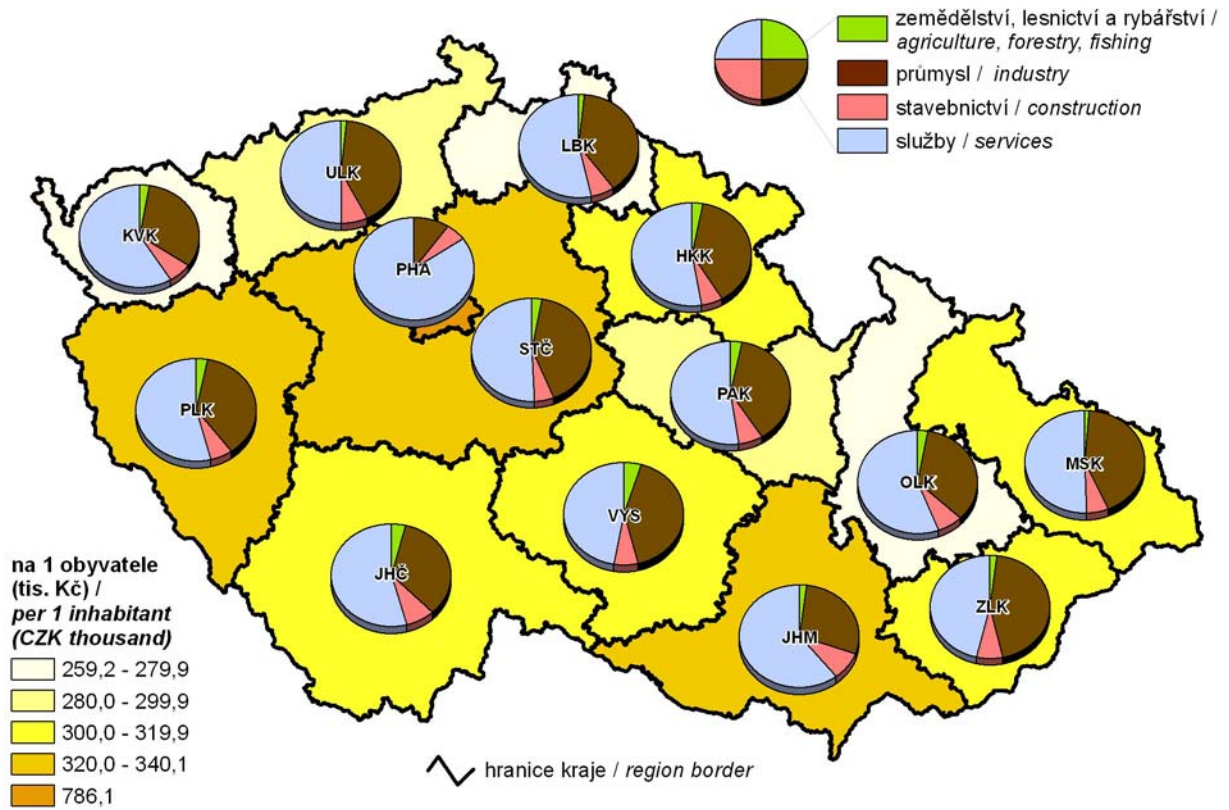 zemědělství, lesnictví a rybářství /
agriculture, forestry, fishing
průmysl / industry
stavebnictví / construction
služby / services
LBK
ULK
KVK
HKK
PHA
STČ
PLK
PAK
MSK
OLK
VYS
JHČ
ZLK
JHM
na 1 obyvatele
(tis. Kč) /
per 1 inhabitant
(CZK thousand)
259,2 - 279,9
280,0 - 299,9
300,0 - 319,9
320,0 - 340,1
786,1
hranice kraje / region border